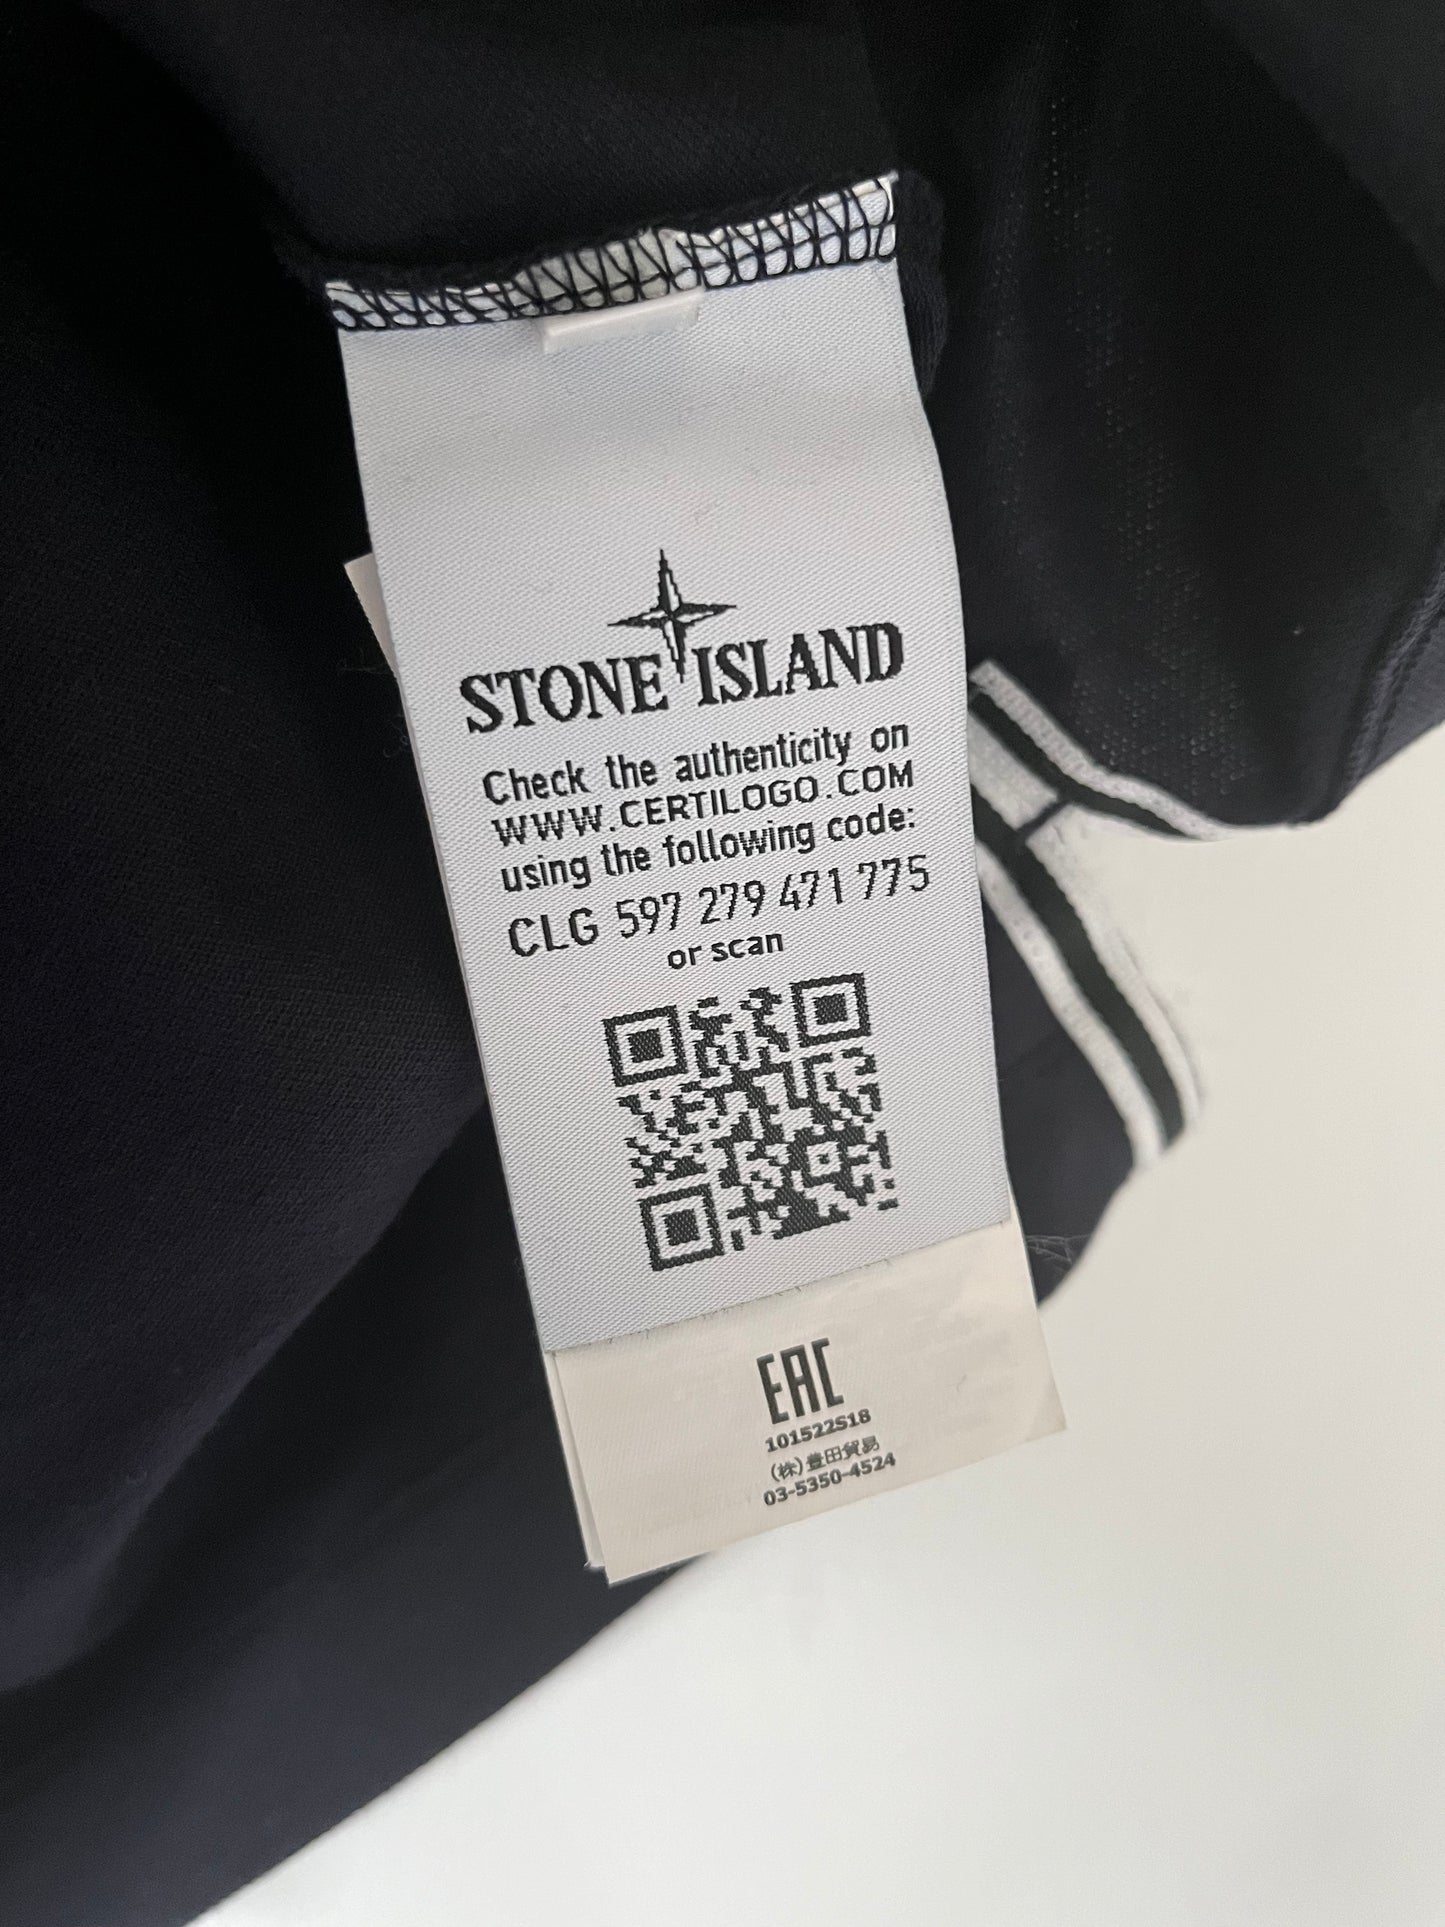 STONE ISLAND
Check the authenticity on
WWW.CERTILOGO.COM
using the following code:
CLG 597 279 471 775
or scan
EAC
101522S18
(株)豊田貿易
03-5350-4524